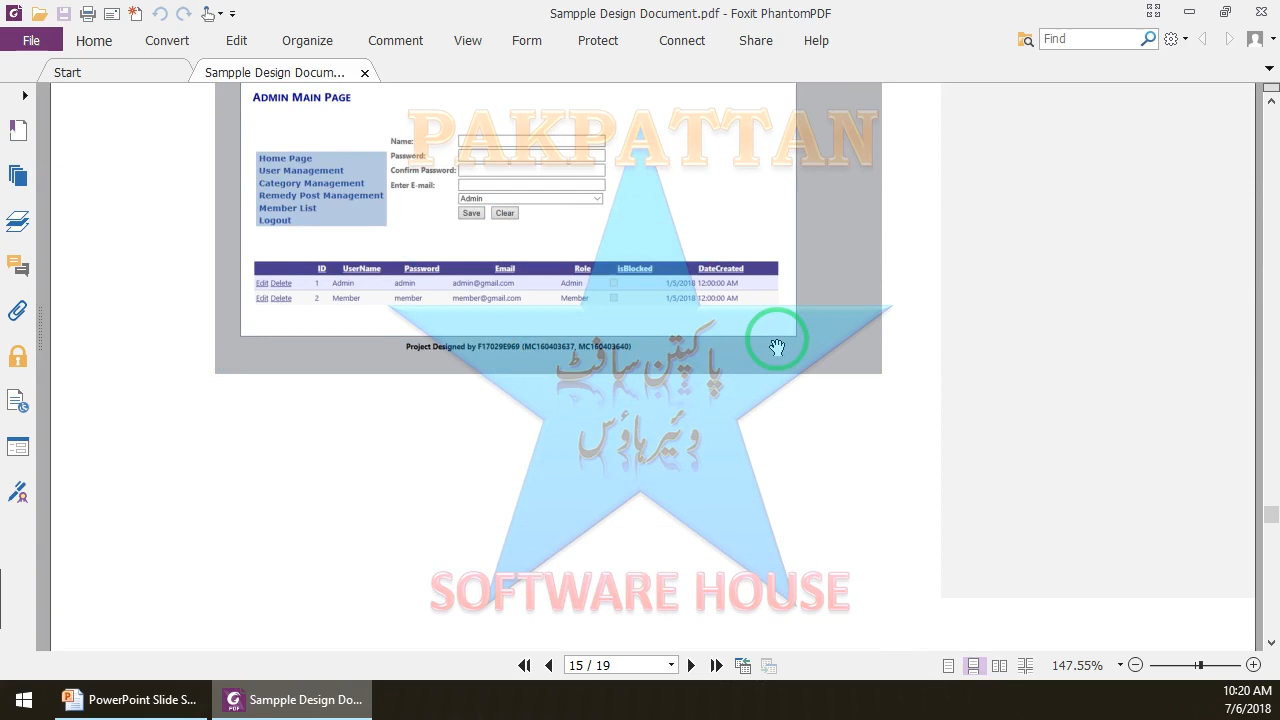 Sampple Design Document.pdf - Foxit PhantomPDF
File Home Convert Edit Organize Comment View Form Protect Connect Share Help
Find
Start
Sampple Design Docum...
ADMIN MAIN PAGE
PAKPATTAN
Home Page
User Management
Category Management
Remedy Post Management
Member List
Logout
Name:
Password:
Confirm Password:
Enter E-mail:
Admin
Save Clear
ID UserName Password Email Role isBlocked DateCreated
Edit Delete 1 Admin admin admin@gmail.com Admin 1/5/2018 12:00:00 AM
Edit Delete 2 Member member member@gmail.com Member 1/5/2018 12:00:00 AM
Project Designed by F17029E969 (MC160403637, MC160403640)
پاکپتن سافٹ
وئیرہاؤس
SOFTWARE HOUSE
15 / 19
147.55%
PowerPoint Slide S...
Sampple Design Do...
10:20 AM
7/6/2018